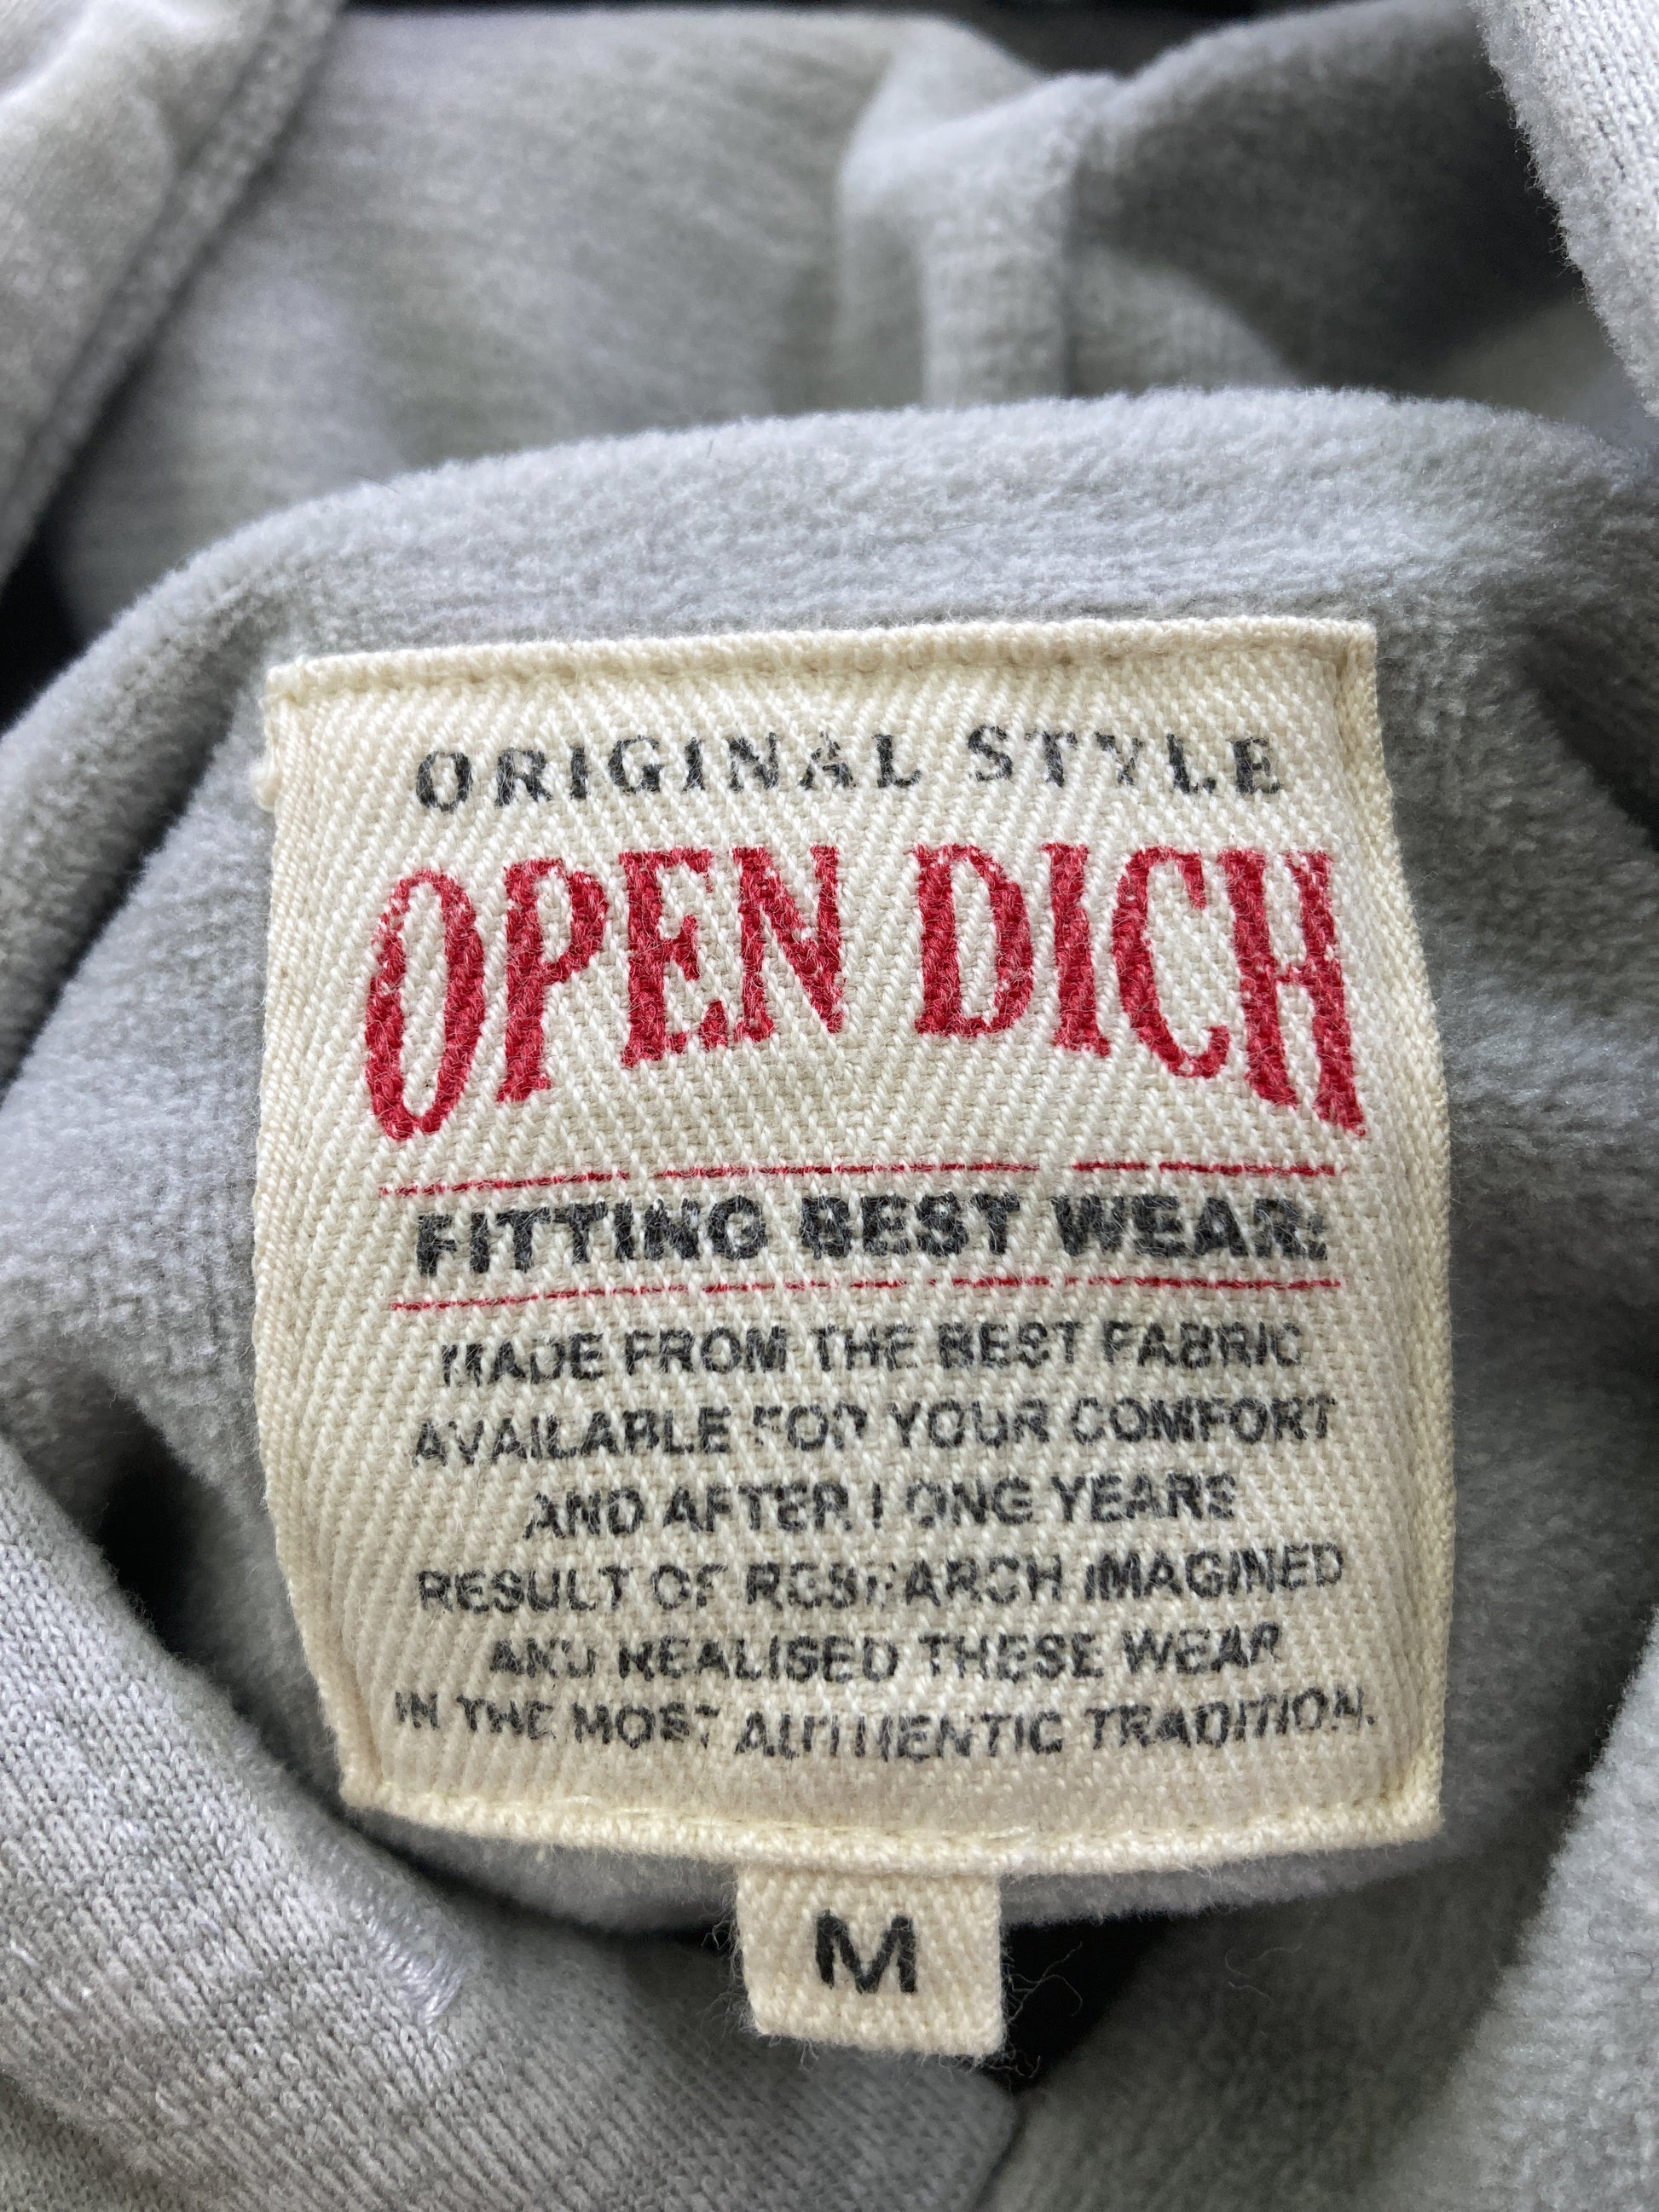 ORIGINAL STYLE
OPEN DICH
FITTING BEST WEAR:
MADE FROM THE BEST FABRIC
AVAILABLE FOR YOUR COMFORT
AND AFTER LONG YEARS
RESULT OF RESEARCH IMAGINED
AND REALISED THESE WEAR
IN THE MOST AUTHENTIC TRADITION.
M